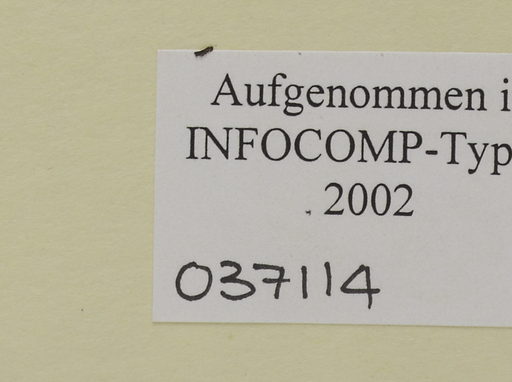 Aufgenommen i
INFOCOMP-Typ
2002
037114